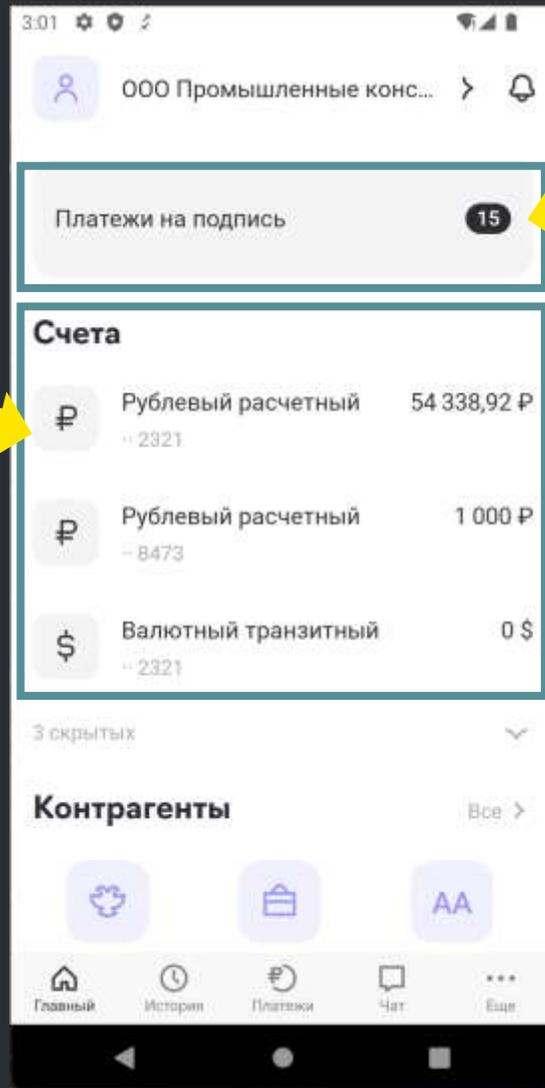 3:01
ООО Промышленные конс...
Платежи на подпись 15
Счета
Рублевый расчетный 54 338,92 ₽
·· 2321
Рублевый расчетный 1 000 ₽
·· 8473
Валютный транзитный 0 $
·· 2321
3 скрытых
Контрагенты Все
АА
Главный История Платежи Чат Еще